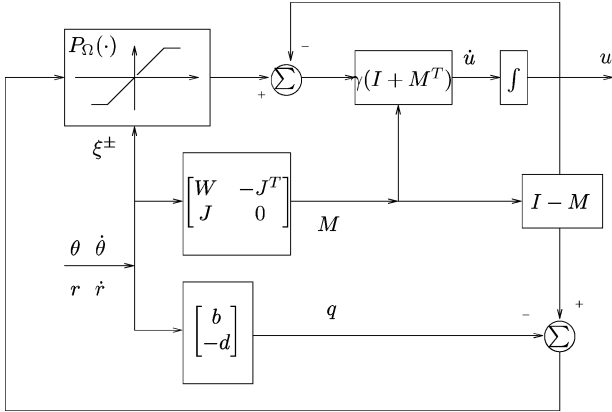 P_Ω(·)
−
Σ
+
γ(I + M^T)
u̇
∫
u
ξ^±
[W −J^T
J 0]
M
I − M
θ θ̇
r ṙ
[b
−d]
q
−
+
Σ